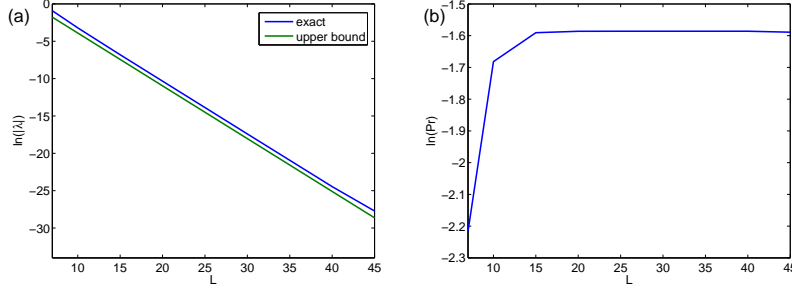 (a)
0
−5
−10
−15
−20
−25
−30
ln(|λ|)
10 15 20 25 30 35 40 45
L
exact
upper bound
(b)
−1.5
−1.6
−1.7
−1.8
−1.9
−2
−2.1
−2.2
−2.3
ln(Pr)
10 15 20 25 30 35 40 45
L